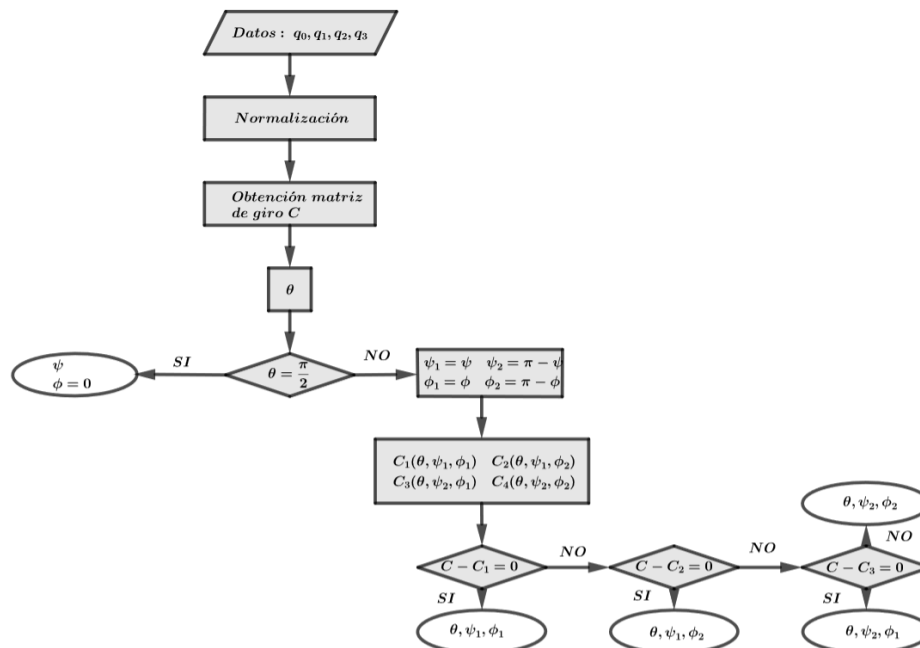 Datos : q₀, q₁, q₂, q₃
Normalización
Obtención matriz
de giro C
θ
SI
θ = π/2
NO
ψ
ϕ = 0
ψ₁ = ψ ψ₂ = π − ψ
ϕ₁ = ϕ ϕ₂ = π − ϕ
C₁(θ, ψ₁, ϕ₁) C₂(θ, ψ₁, ϕ₂)
C₃(θ, ψ₂, ϕ₁) C₄(θ, ψ₂, ϕ₂)
θ, ψ₂, ϕ₂
NO
NO
NO
C − C₁ = 0
C − C₂ = 0
C − C₃ = 0
SI
SI
SI
θ, ψ₁, ϕ₁
θ, ψ₁, ϕ₂
θ, ψ₂, ϕ₁